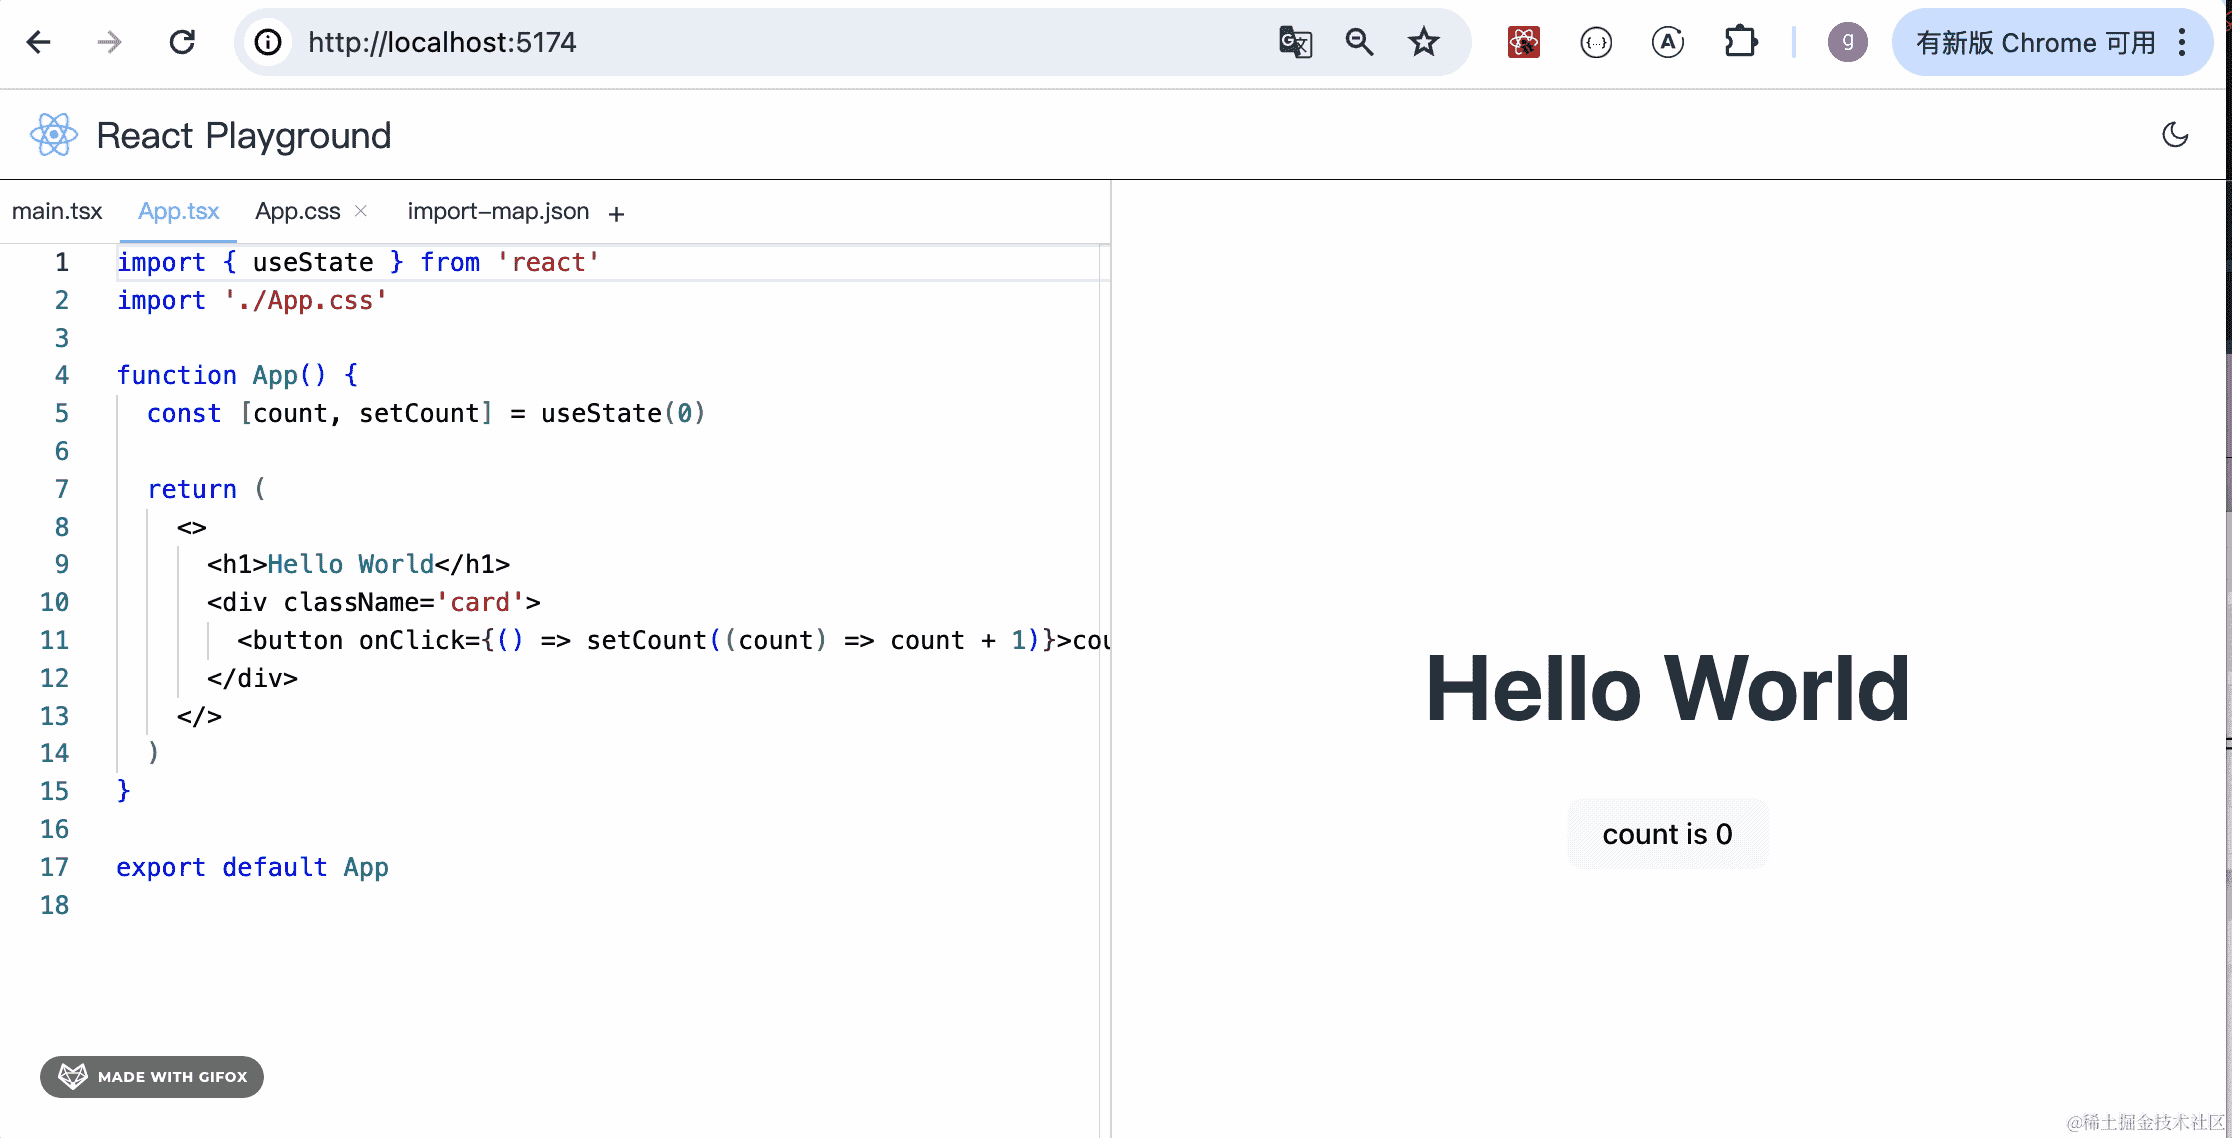 http://localhost:5174
g
有新版 Chrome 可用
React Playground
main.tsx App.tsx App.css × import-map.json +
1 import { useState } from 'react'
2 import './App.css'
3
4 function App() {
5 const [count, setCount] = useState(0)
6
7 return (
8 <>
9 <h1>Hello World</h1>
10 <div className='card'>
11 <button onClick={() => setCount((count) => count + 1)}>cou
12 </div>
13 </>
14 )
15 }
16
17 export default App
18
Hello World
count is 0
MADE WITH GIFOX
@稀土掘金技术社区